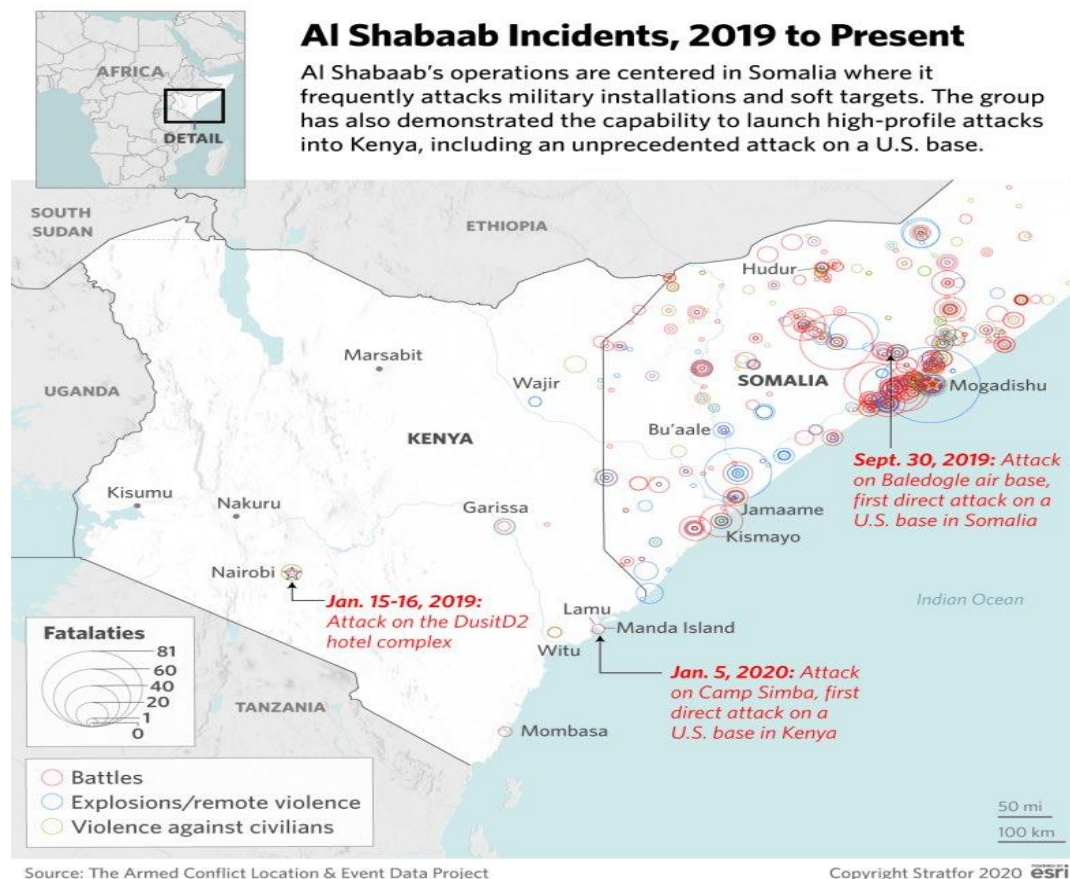 Al Shabaab Incidents, 2019 to Present
Al Shabaab's operations are centered in Somalia where it
frequently attacks military installations and soft targets. The group
has also demonstrated the capability to launch high-profile attacks
into Kenya, including an unprecedented attack on a U.S. base.
AFRICA
DETAIL
SOUTH
SUDAN
ETHIOPIA
Hudur
Marsabit
UGANDA
Wajir
SOMALIA
Mogadishu
Bu'aale
KENYA
Sept. 30, 2019: Attack
on Baledogle air base,
first direct attack on a
U.S. base in Somalia
Kisumu
Nakuru
Garissa
Jamaame
Kismayo
Nairobi
Jan. 15-16, 2019:
Attack on the DusitD2
hotel complex
Indian Ocean
Lamu
Manda Island
Witu
Jan. 5, 2020: Attack
on Camp Simba, first
direct attack on a
U.S. base in Kenya
Fatalaties
81
60
40
20
1
0
TANZANIA
Mombasa
Battles
Explosions/remote violence
Violence against civilians
50 mi
100 km
Source: The Armed Conflict Location & Event Data Project
Copyright Stratfor 2020
POWERED BY
esri